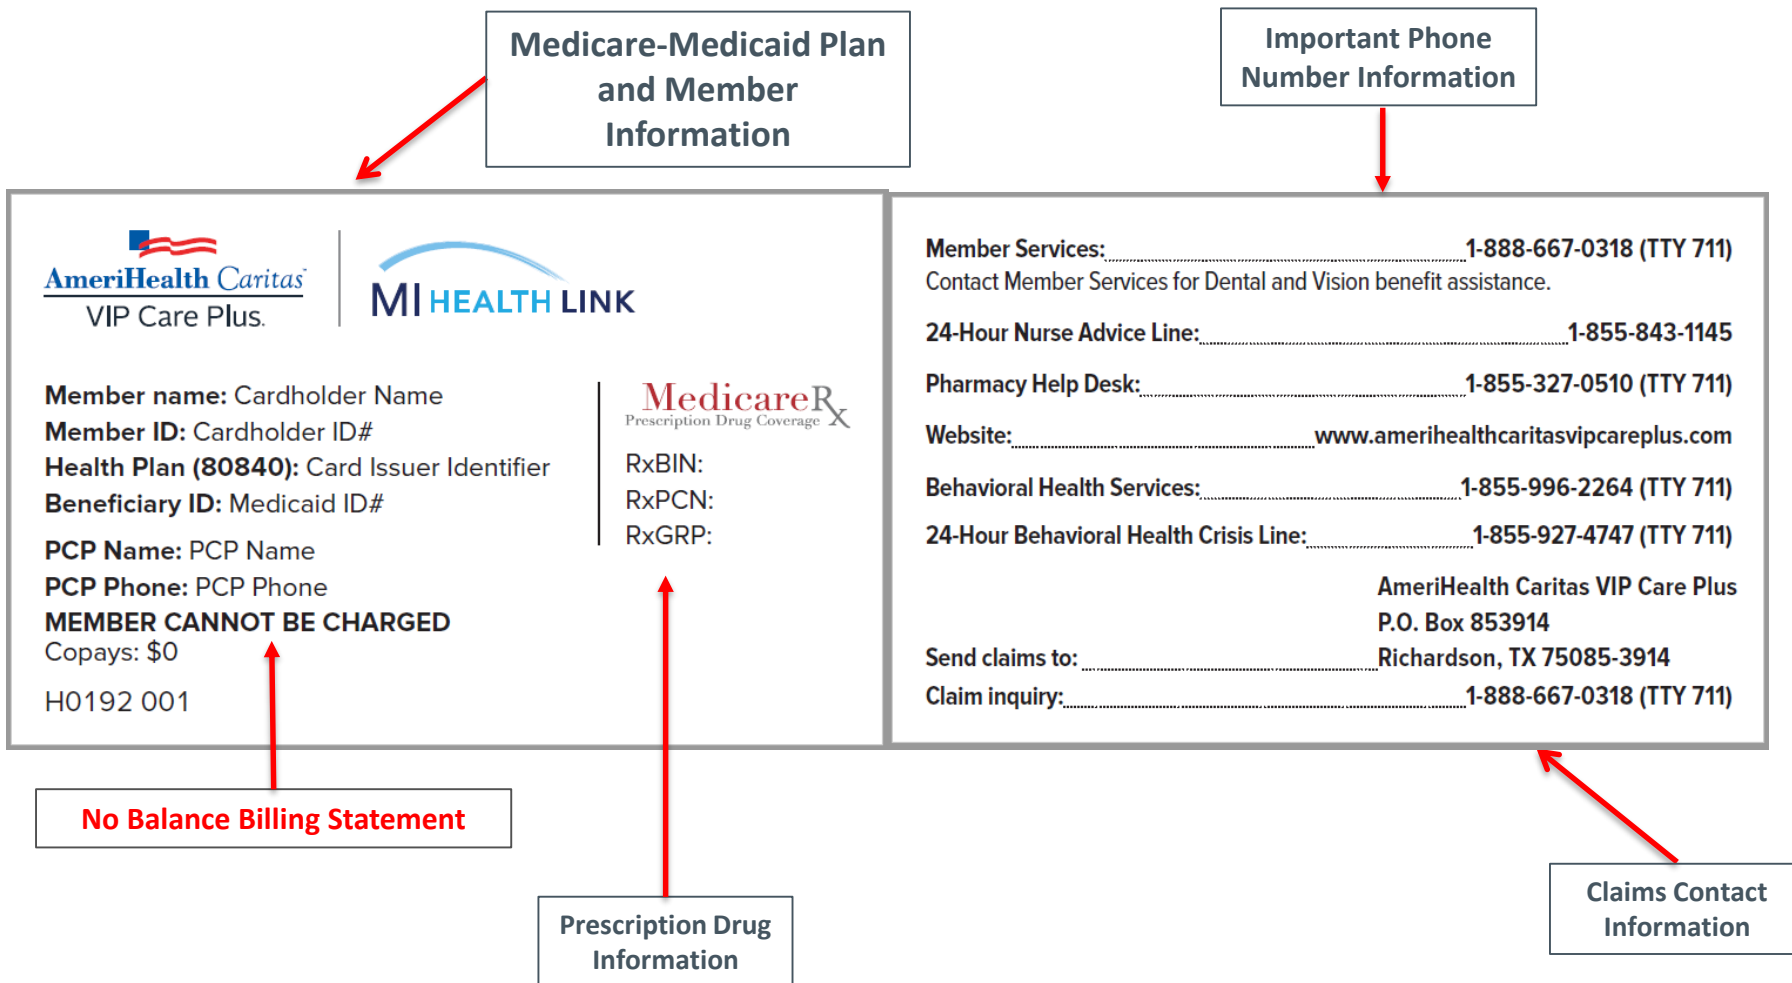 Medicare-Medicaid Plan
and Member
Information
Important Phone
Number Information
AmeriHealth Caritas
VIP Care Plus.
MI HEALTH LINK
Member name: Cardholder Name
Member ID: Cardholder ID#
Health Plan (80840): Card Issuer Identifier
Beneficiary ID: Medicaid ID#
PCP Name: PCP Name
PCP Phone: PCP Phone
MEMBER CANNOT BE CHARGED
Copays: $0
H0192 001
MedicareRx
Prescription Drug Coverage
RxBIN:
RxPCN:
RxGRP:
Member Services: 1-888-667-0318 (TTY 711)
Contact Member Services for Dental and Vision benefit assistance.
24-Hour Nurse Advice Line: 1-855-843-1145
Pharmacy Help Desk: 1-855-327-0510 (TTY 711)
Website: www.amerihealthcaritasvipcareplus.com
Behavioral Health Services: 1-855-996-2264 (TTY 711)
24-Hour Behavioral Health Crisis Line: 1-855-927-4747 (TTY 711)
AmeriHealth Caritas VIP Care Plus
P.O. Box 853914
Send claims to: Richardson, TX 75085-3914
Claim inquiry: 1-888-667-0318 (TTY 711)
No Balance Billing Statement
Prescription Drug
Information
Claims Contact
Information